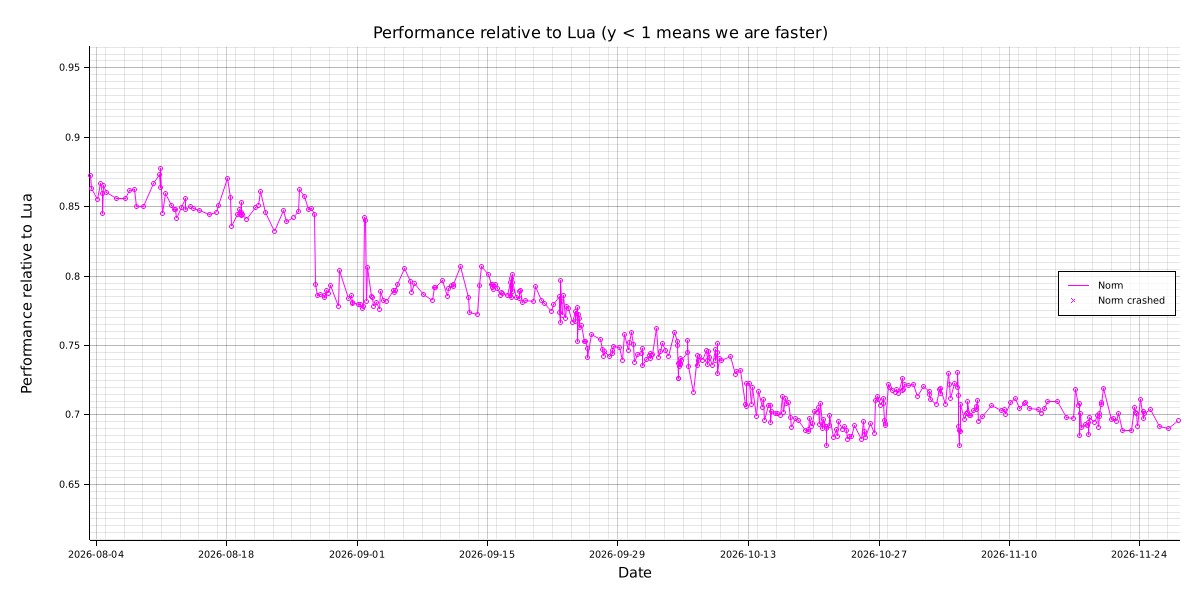 Performance relative to Lua (y < 1 means we are faster)
Performance relative to Lua
0.95
0.9
0.85
0.8
0.75
0.7
0.65
Norm
Norm crashed
2026-08-04 2026-08-18 2026-09-01 2026-09-15 2026-09-29 2026-10-13 2026-10-27 2026-11-10 2026-11-24
Date